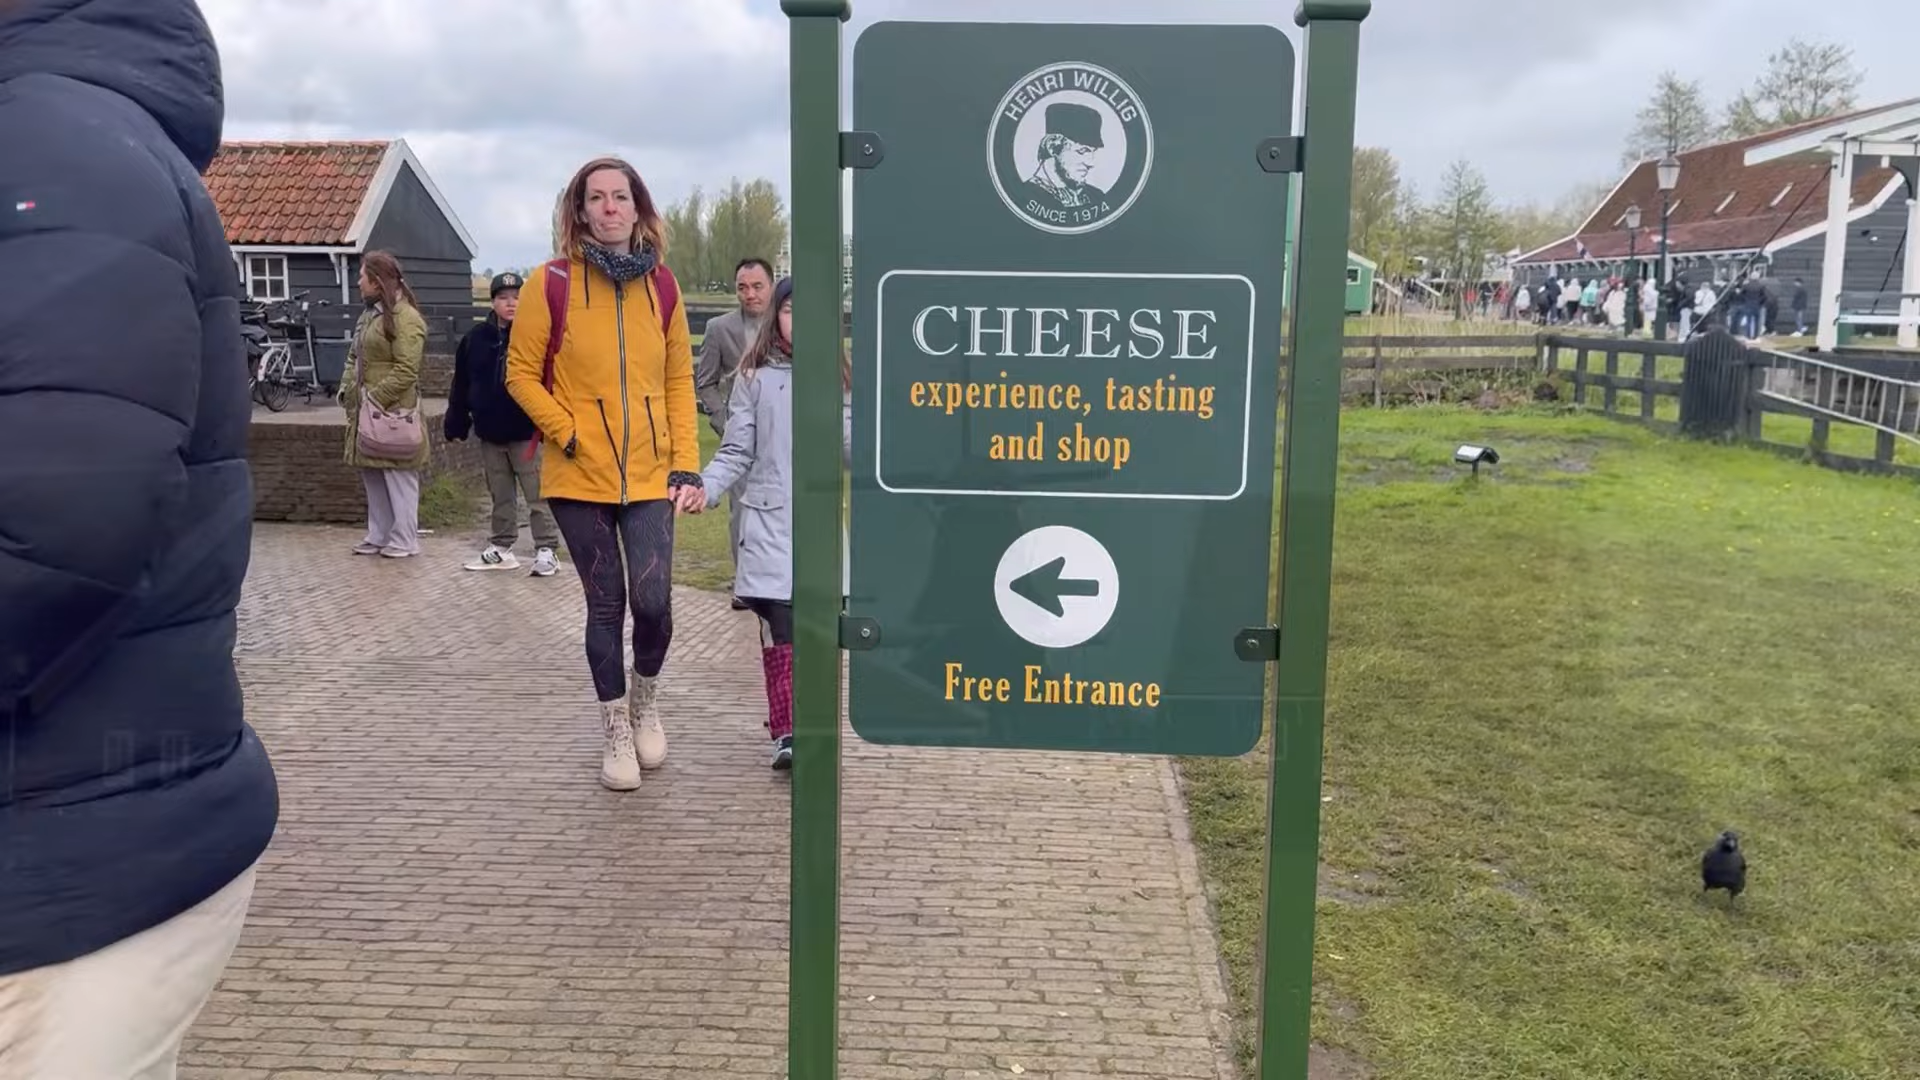 HENRI WILLIG
SINCE 1974
CHEESE
experience, tasting
and shop
Free Entrance